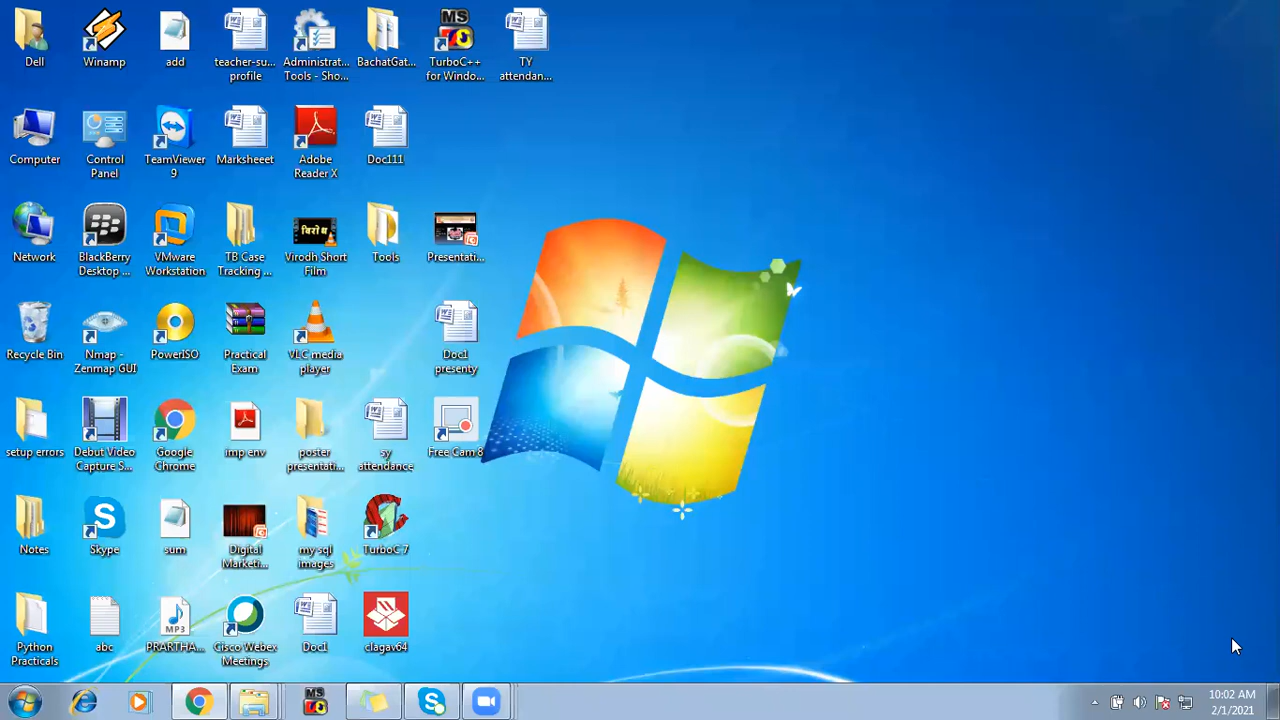 Dell
Winamp
add
teacher-su...
profile
Administrat...
Tools - Sho...
BachatGat...
MS
TurboC++
for Windo...
TY
attendan...
Computer
Control
Panel
TeamViewer
9
Marksheeet
Adobe
Reader X
Doc111
Network
BlackBerry
Desktop ...
VMware
Workstation
TB Case
Tracking ...
विरोध
Virodh Short
Film
Tools
Presentati...
Recycle Bin
Nmap -
Zenmap GUI
PowerISO
Practical
Exam
VLC media
player
Doc1
presenty
setup errors
Debut Video
Capture S...
Google
Chrome
imp env
poster
presentati...
sy
attendance
Free Cam 8
Notes
Skype
sum
Digital
Marketi...
my sql
images
TurboC 7
Python
Practicals
abc
MP3
PRARTHA...
Cisco Webex
Meetings
Doc1
clagav64
MS
10:02 AM
2/1/2021